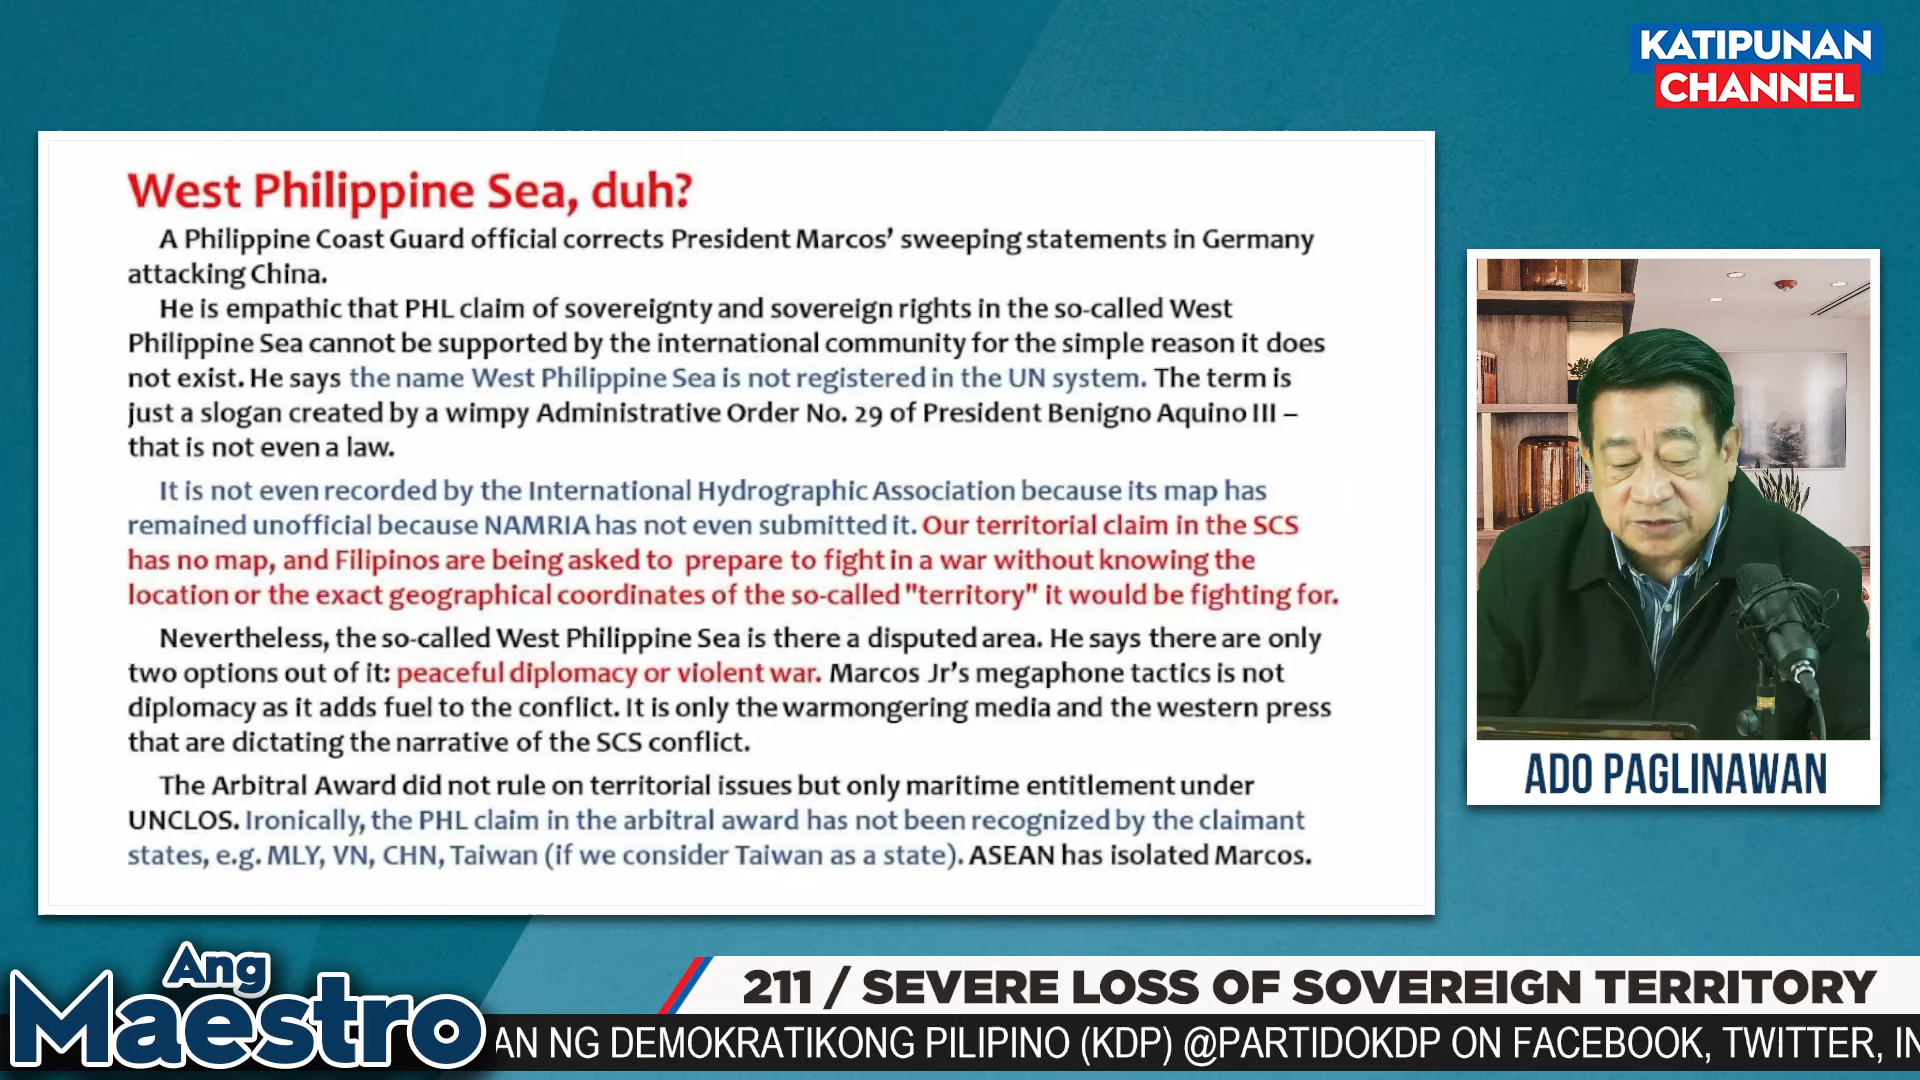 KATIPUNAN
CHANNEL
West Philippine Sea, duh?
A Philippine Coast Guard official corrects President Marcos’ sweeping statements in Germany
attacking China.
He is empathic that PHL claim of sovereignty and sovereign rights in the so-called West
Philippine Sea cannot be supported by the international community for the simple reason it does
not exist. He says the name West Philippine Sea is not registered in the UN system. The term is
just a slogan created by a wimpy Administrative Order No. 29 of President Benigno Aquino III –
that is not even a law.
It is not even recorded by the International Hydrographic Association because its map has
remained unofficial because NAMRIA has not even submitted it. Our territorial claim in the SCS
has no map, and Filipinos are being asked to prepare to fight in a war without knowing the
location or the exact geographical coordinates of the so-called "territory" it would be fighting for.
Nevertheless, the so-called West Philippine Sea is there a disputed area. He says there are only
two options out of it: peaceful diplomacy or violent war. Marcos Jr’s megaphone tactics is not
diplomacy as it adds fuel to the conflict. It is only the warmongering media and the western press
that are dictating the narrative of the SCS conflict.
The Arbitral Award did not rule on territorial issues but only maritime entitlement under
UNCLOS. Ironically, the PHL claim in the arbitral award has not been recognized by the claimant
states, e.g. MLY, VN, CHN, Taiwan (if we consider Taiwan as a state). ASEAN has isolated Marcos.
ADO PAGLINAWAN
Ang
Maestro
211 / SEVERE LOSS OF SOVEREIGN TERRITORY
AN NG DEMOKRATIKONG PILIPINO (KDP) @PARTIDOKDP ON FACEBOOK, TWITTER, IN